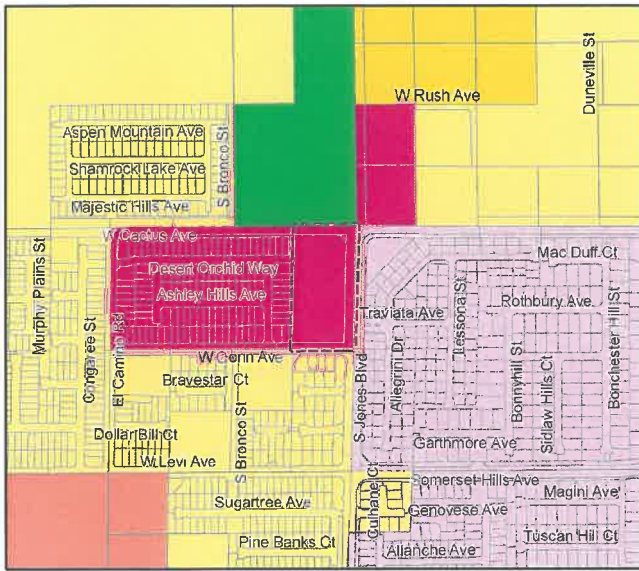 Duneville St
W Rush Ave
Aspen Mountain Ave
Shamrock Lake Ave
S Bronco St
Majestic Hills Ave
W Cactus Ave
Mac Duff Ct
Murphy Plains St
Desert Orchid Way
Ashley Hills Ave
Congaree St
El Camino Rd
Traviata Ave
Lessona St
Rothbury Ave
Bonchester Hill St
W Conn Ave
Bravestar Ct
S Jones Blvd
Allegrini Dr
Bonnyhill St
Sidlaw Hills Ct
S Bronco St
Dollar Bill Ct
W Levi Ave
Garthmore Ave
Culhane Ct
Somerset Hills Ave
Magini Ave
Sugartree Ave
Genovese Ave
Pine Banks Ct
Allanche Ave
Tuscan Hill Ct